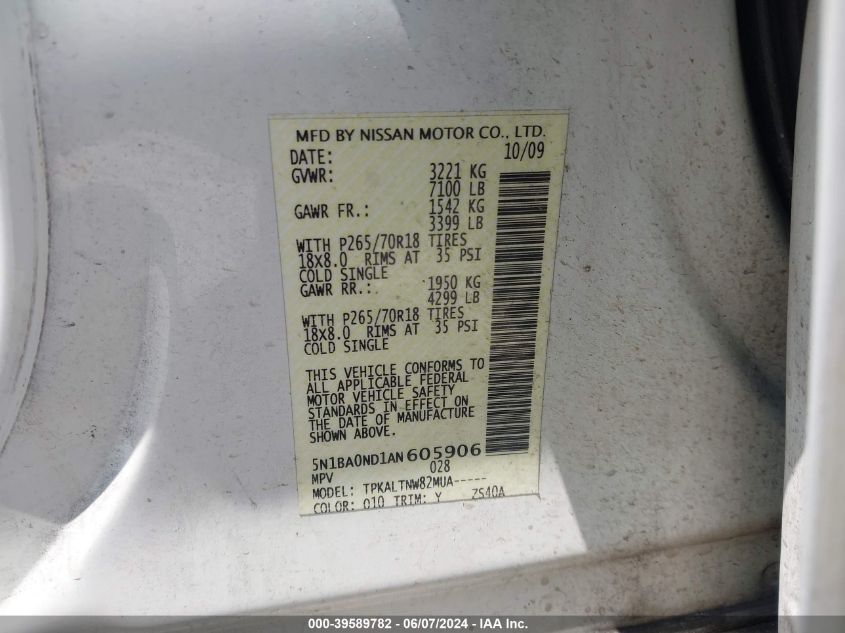 MFD BY NISSAN MOTOR CO., LTD.
DATE: 10/09
GVWR: 3221 KG
7100 LB
GAWR FR.: 1542 KG
3399 LB
WITH P265/70R18 TIRES
18X8.0 RIMS AT 35 PSI
COLD SINGLE
GAWR RR.: 1950 KG
4299 LB
WITH P265/70R18 TIRES
18X8.0 RIMS AT 35 PSI
COLD SINGLE
THIS VEHICLE CONFORMS TO
ALL APPLICABLE FEDERAL
MOTOR VEHICLE SAFETY
STANDARDS IN EFFECT ON
THE DATE OF MANUFACTURE
SHOWN ABOVE.
5N1BA0ND1AN605906
MPV 028
MODEL: TPKALTNW82MUA-----
COLOR: 010 TRIM: Y ZS40A
000-39589782 - 06/07/2024 - IAA Inc.